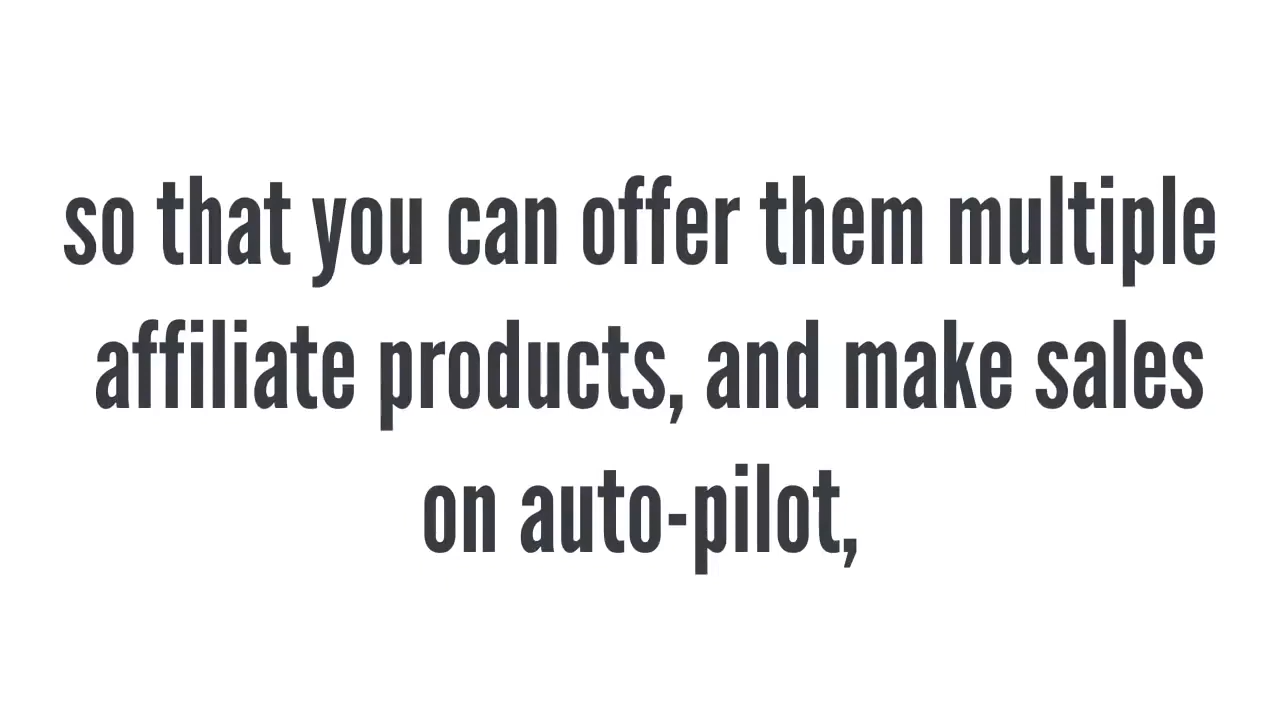 so that you can offer them multiple
affiliate products, and make sales
on auto-pilot,